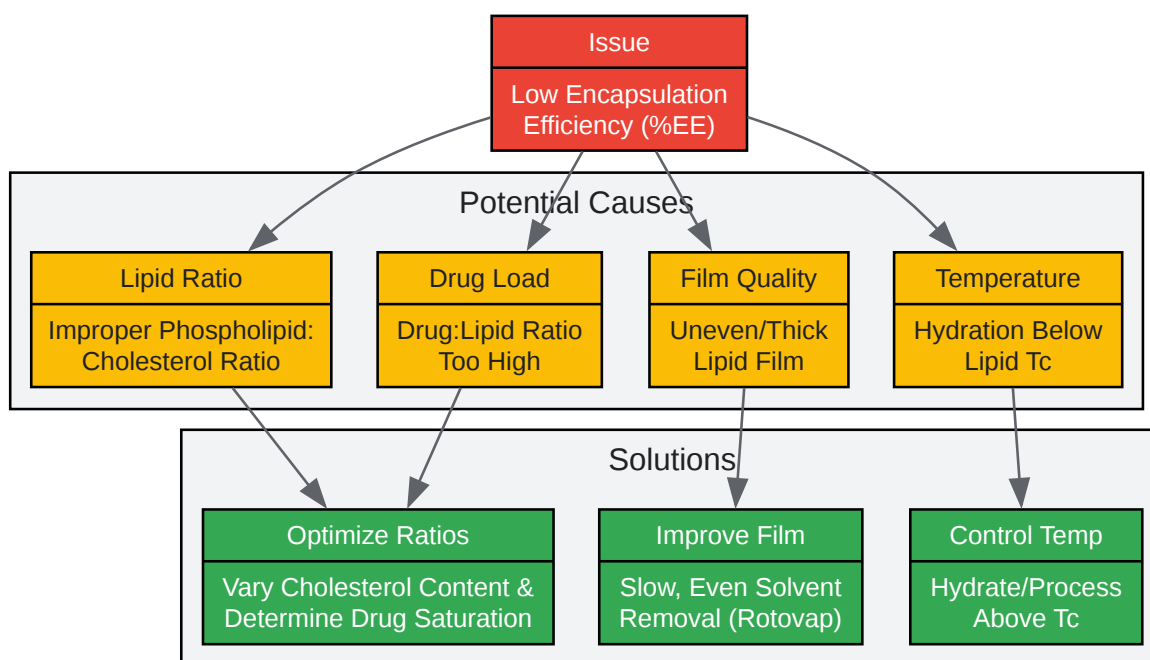 Issue
Low Encapsulation
Efficiency (%EE)
Potential Causes
Lipid Ratio
Improper Phospholipid:
Cholesterol Ratio
Drug Load
Drug:Lipid Ratio
Too High
Film Quality
Uneven/Thick
Lipid Film
Temperature
Hydration Below
Lipid Tc
Solutions
Optimize Ratios
Vary Cholesterol Content &
Determine Drug Saturation
Improve Film
Slow, Even Solvent
Removal (Rotovap)
Control Temp
Hydrate/Process
Above Tc